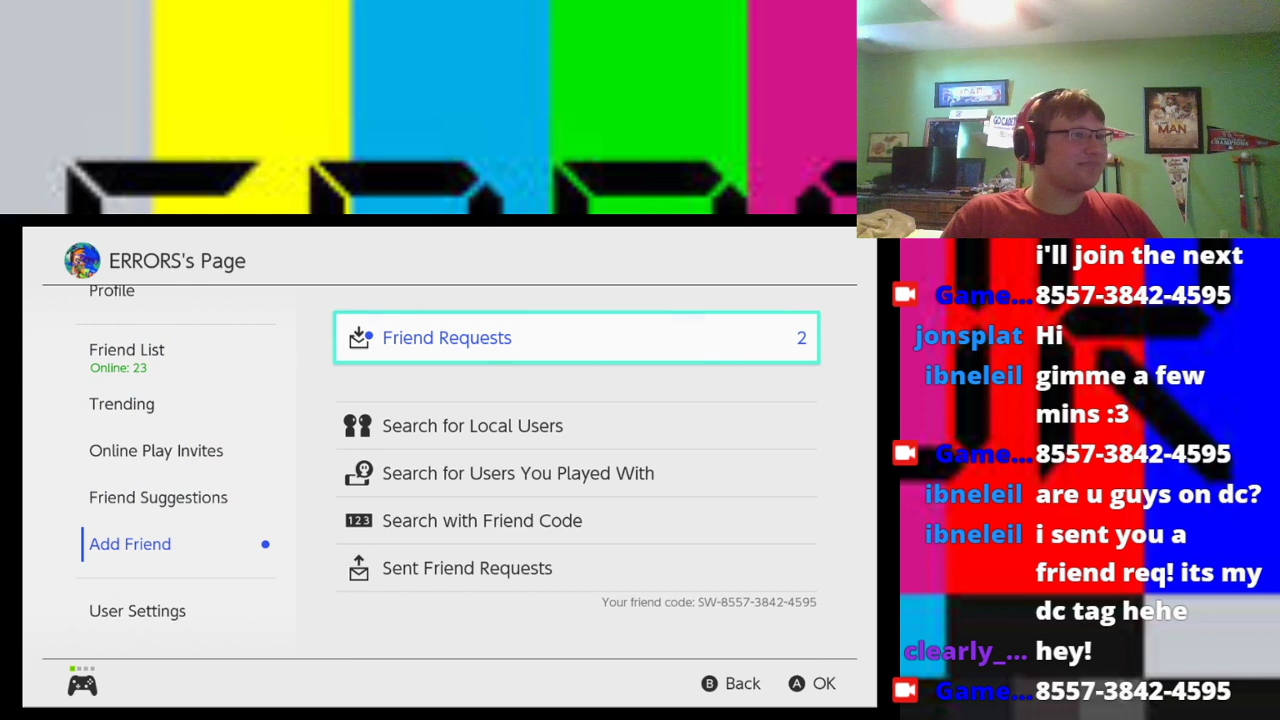 ERRORS's Page
Profile
Friend List
Online: 23
Trending
Online Play Invites
Friend Suggestions
Add Friend
User Settings
Friend Requests 2
Search for Local Users
Search for Users You Played With
123 Search with Friend Code
Sent Friend Requests
Your friend code: SW-8557-3842-4595
B Back A OK
MAN
CHAMPIONS
i'll join the next
Game... 8557-3842-4595
jonsplat Hi
ibneleil gimme a few
mins :3
Game... 8557-3842-4595
ibneleil are u guys on dc?
ibneleil i sent you a
friend req! its my
dc tag hehe
clearly_... hey!
Game... 8557-3842-4595